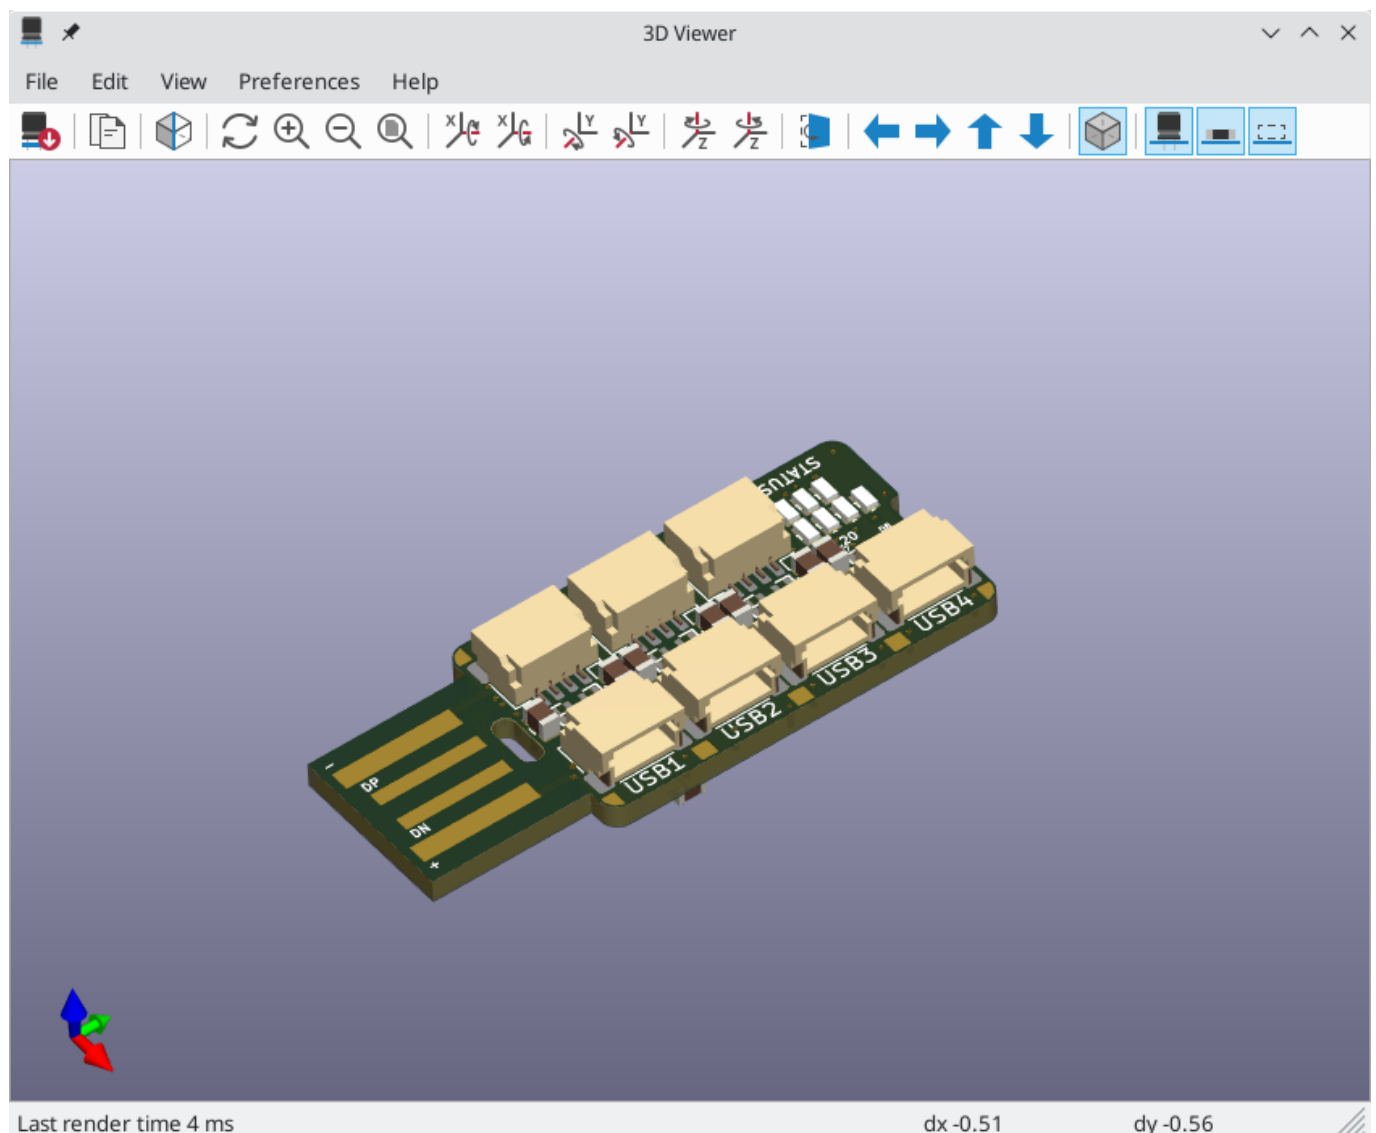 3D Viewer
File Edit View Preferences Help
STATUS
20
USB4
USB3
USB2
USB1
-
DP
DN
+
Last render time 4 ms dx -0.51 dy -0.56